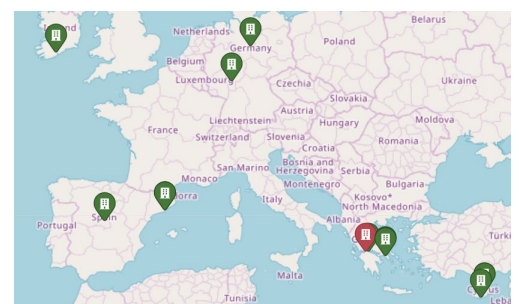 Belarus
Netherlands
Poland
Germany
Belgium
Luxembourg
Ukraine
Czechia
Slovakia
Austria
Moldova
Liechtenstein
Hungary
France
Switzerland
Slovenia
Romania
Croatia
San Marino
Bosnia and
Herzegovina
Serbia
Monaco
Montenegro
Bulgaria
Kosovo*
Italy
North Macedonia
Albania
Portugal
Malta
Tunisia